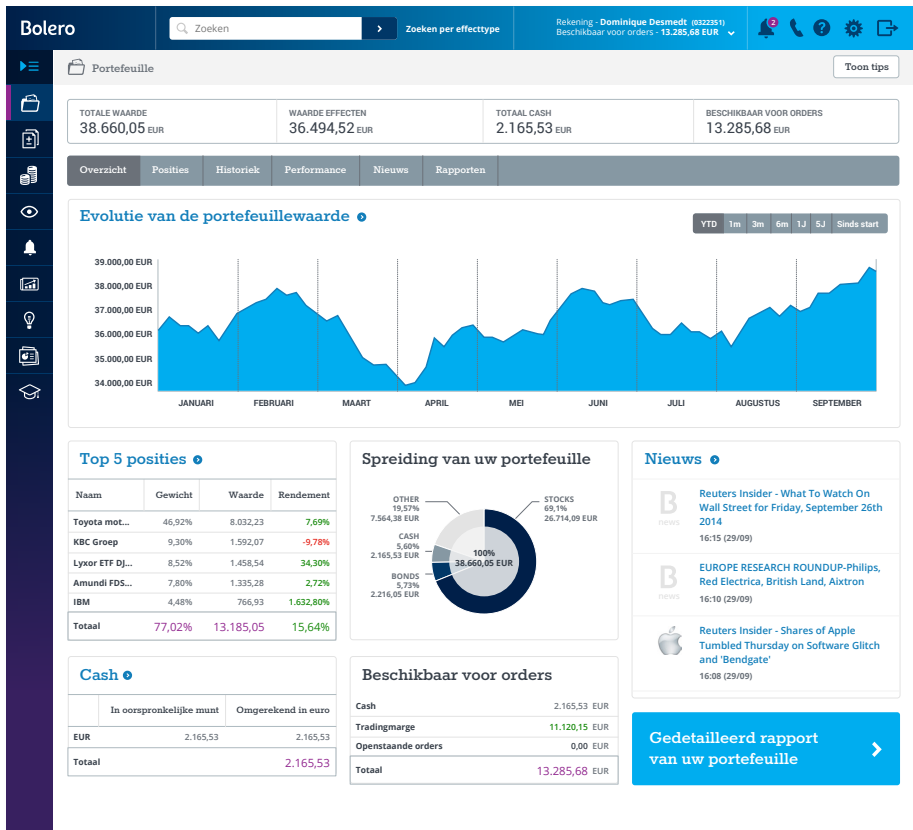 Bolero
Zoeken
Zoeken per effecttype
Rekening - Dominique Desmedt (0322351)
Beschikbaar voor orders - 13.285,68 EUR
2
Portefeuille
Toon tips
TOTALE WAARDE
38.660,05 EUR
WAARDE EFFECTEN
36.494,52 EUR
TOTAAL CASH
2.165,53 EUR
BESCHIKBAAR VOOR ORDERS
13.285,68 EUR
Overzicht Posities Historiek Performance Nieuws Rapporten
Evolutie van de portefeuillewaarde
YTD 1m 3m 6m 1J 5J Sinds start
39.000,00 EUR
38.000,00 EUR
37.000,00 EUR
36.000,00 EUR
35.000,00 EUR
34.000,00 EUR
JANUARI FEBRUARI MAART APRIL MEI JUNI JULI AUGUSTUS SEPTEMBER
Top 5 posities
Naam Gewicht Waarde Rendement
Toyota mot... 46,92% 8.032,23 7,69%
KBC Groep 9,30% 1.592,07 -9,78%
Lyxor ETF DJ... 8,52% 1.458,54 34,30%
Amundi FDS... 7,80% 1.335,28 2,72%
IBM 4,48% 766,93 1.632,80%
Totaal 77,02% 13.185,05 15,64%
Spreiding van uw portefeuille
OTHER
19,57%
7.564,38 EUR
CASH
5,60%
2.165,53 EUR
BONDS
5,73%
2.216,05 EUR
STOCKS
69,1%
26.714,09 EUR
100%
38.660,05 EUR
Nieuws
B
news
Reuters Insider - What To Watch On
Wall Street for Friday, September 26th
2014
16:15 (29/09)
B
news
EUROPE RESEARCH ROUNDUP-Philips,
Red Electrica, British Land, Aixtron
16:10 (29/09)
Reuters Insider - Shares of Apple
Tumbled Thursday on Software Glitch
and 'Bendgate'
16:08 (29/09)
Cash
In oorspronkelijke munt Omgerekend in euro
EUR 2.165,53 2.165,53
Totaal 2.165,53
Beschikbaar voor orders
Cash 2.165,53 EUR
Tradingmarge 11.120,15 EUR
Openstaande orders 0,00 EUR
Totaal 13.285,68 EUR
Gedetailleerd rapport
van uw portefeuille